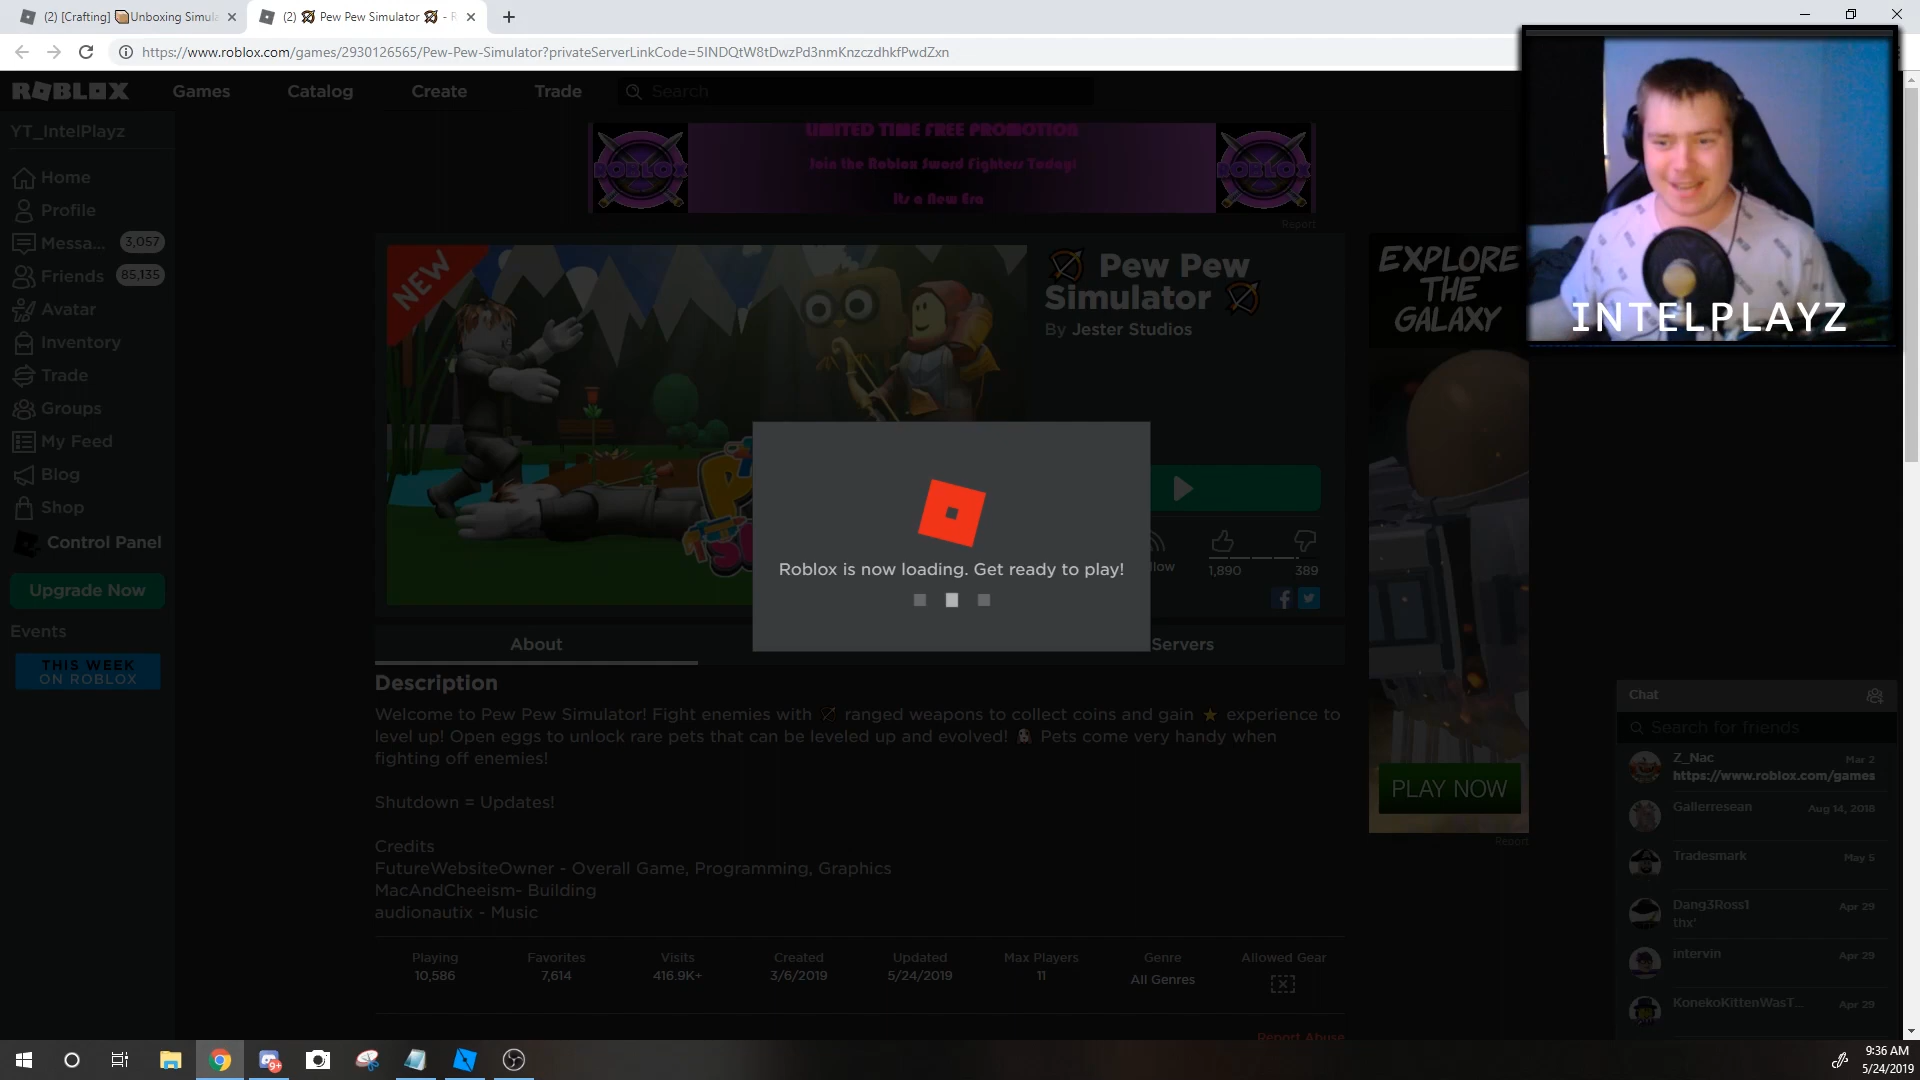 (2) [Crafting] Unboxing Simula
(2) Pew Pew Simulator - R
https://www.roblox.com/games/2930126565/Pew-Pew-Simulator?privateServerLinkCode=5INDQtW8tDwzPd3nmKnzczdhkfPwdZxn
ROBLOX
Games
Catalog
Create
Trade
Search
YT_IntelPlayz
Home
Profile
Messa... 3,057
Friends 85,135
Avatar
Inventory
Trade
Groups
My Feed
Blog
Shop
Control Panel
Upgrade Now
Events
THIS WEEK
ON ROBLOX
LIMITED TIME FREE PROMOTION
Join the Roblox Sword Fighters Today!
Its a New Era
ROBLOX
ROBLOX
Report
NEW
Pew Pew
Simulator
By Jester Studios
llow
1,890
389
Roblox is now loading. Get ready to play!
About
Servers
Description
Welcome to Pew Pew Simulator! Fight enemies with ranged weapons to collect coins and gain experience to
level up! Open eggs to unlock rare pets that can be leveled up and evolved! Pets come very handy when
fighting off enemies!
Shutdown = Updates!
Credits
FutureWebsiteOwner - Overall Game, Programming, Graphics
MacAndCheeism- Building
audionautix - Music
Playing
10,586
Favorites
7,614
Visits
416.9K+
Created
3/6/2019
Updated
5/24/2019
Max Players
11
Genre
All Genres
Allowed Gear
Report Abuse
EXPLORE
THE
GALAXY
PLAY NOW
Report
INTELPLAYZ
Chat
Search for friends
Z_Nac Mar 2
https://www.roblox.com/games
Gallerresean Aug 14, 2018
Tradesmark May 5
Dang3Ross1 Apr 29
thx'
intervin Apr 29
KonekoKittenWasT... Apr 29
9+
9:36 AM
5/24/2019